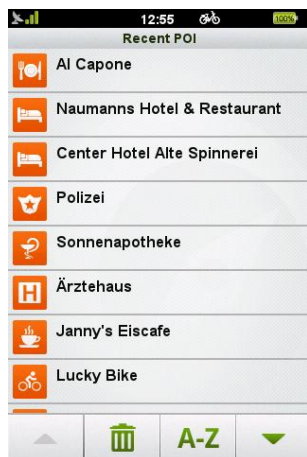 12:55
100%
Recent POI
Al Capone
Naumanns Hotel & Restaurant
Center Hotel Alte Spinnerei
Polizei
Sonnenapotheke
H
Ärztehaus
Janny's Eiscafe
Lucky Bike
A-Z